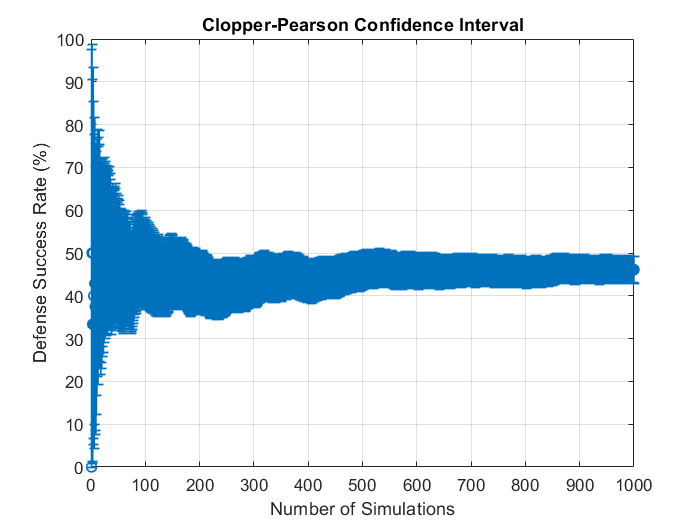 Clopper-Pearson Confidence Interval
Defense Success Rate (%)
100
90
80
70
60
50
40
30
20
10
0
0 100 200 300 400 500 600 700 800 900 1000
Number of Simulations